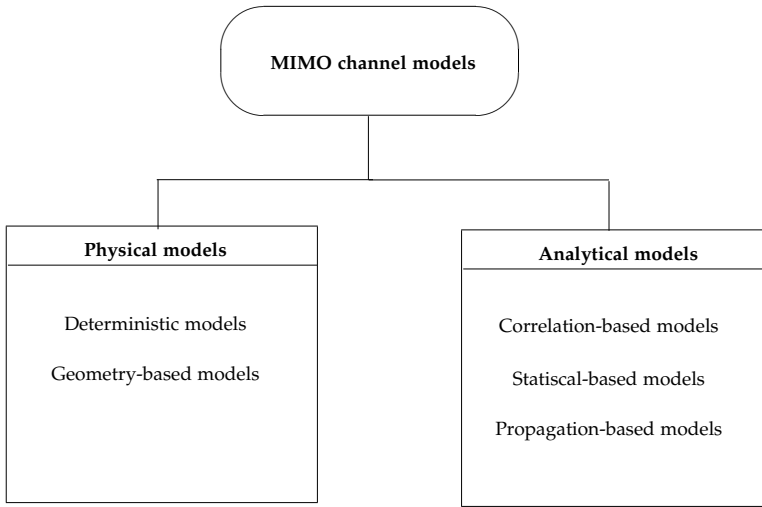 MIMO channel models
Physical models
Deterministic models
Geometry-based models
Analytical models
Correlation-based models
Statiscal-based models
Propagation-based models